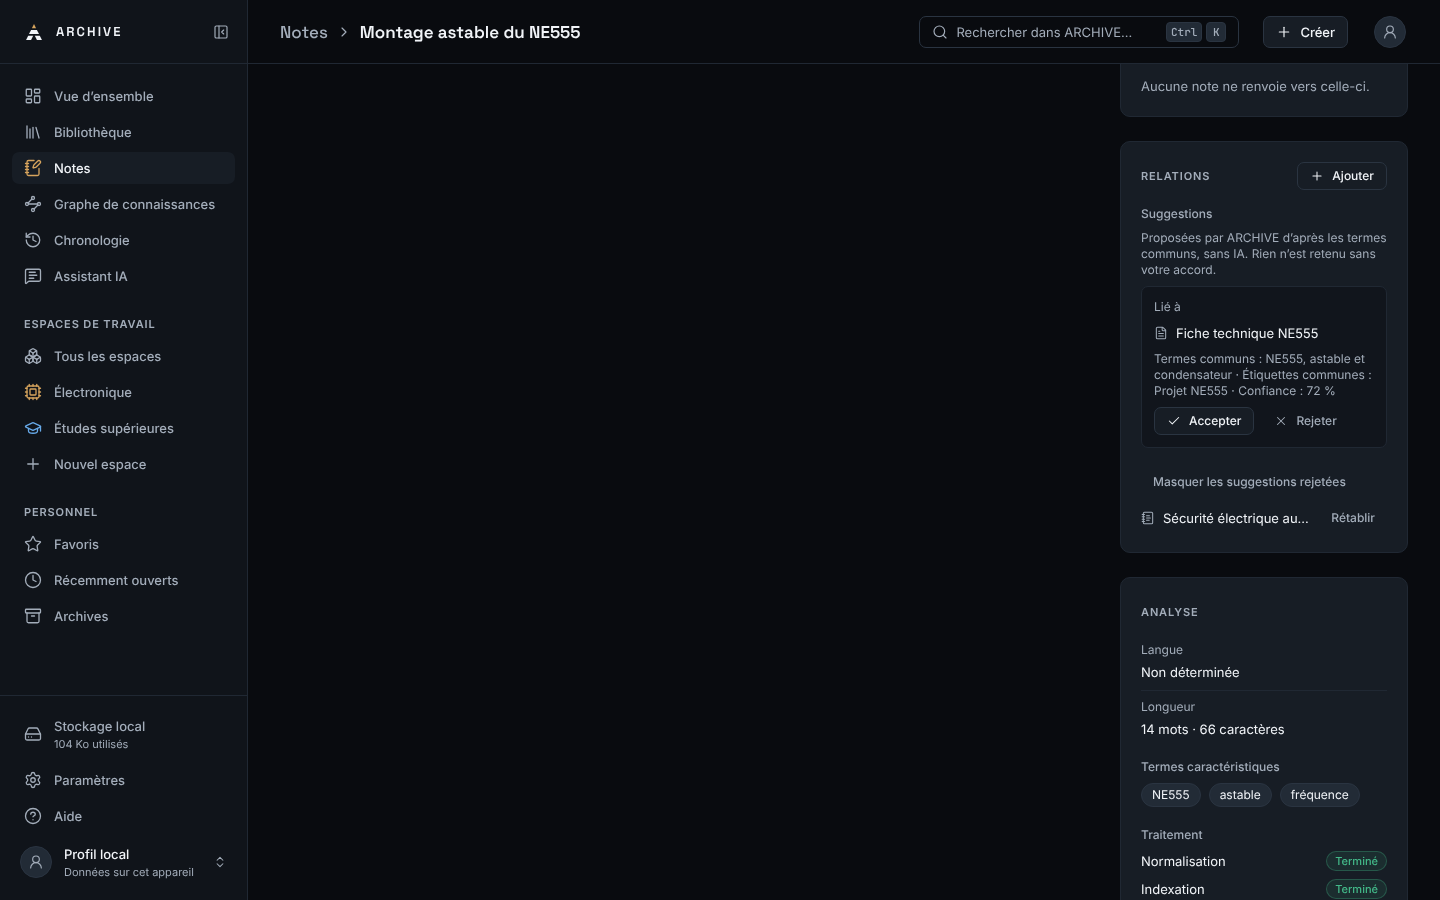 ARCHIVE
Notes
Montage astable du NE555
Rechercher dans ARCHIVE...
Ctrl
K
Créer
Vue d’ensemble
Bibliothèque
Notes
Graphe de connaissances
Chronologie
Assistant IA
ESPACES DE TRAVAIL
Tous les espaces
Électronique
Études supérieures
Nouvel espace
PERSONNEL
Favoris
Récemment ouverts
Archives
Stockage local
104 Ko utilisés
Paramètres
Aide
Profil local
Données sur cet appareil
Aucune note ne renvoie vers celle-ci.
RELATIONS
Ajouter
Suggestions
Proposées par ARCHIVE d’après les termes
communs, sans IA. Rien n’est retenu sans
votre accord.
Lié à
Fiche technique NE555
Termes communs : NE555, astable et
condensateur · Étiquettes communes :
Projet NE555 · Confiance : 72 %
Accepter
Rejeter
Masquer les suggestions rejetées
Sécurité électrique au...
Rétablir
ANALYSE
Langue
Non déterminée
Longueur
14 mots · 66 caractères
Termes caractéristiques
NE555
astable
fréquence
Traitement
Normalisation
Terminé
Indexation
Terminé